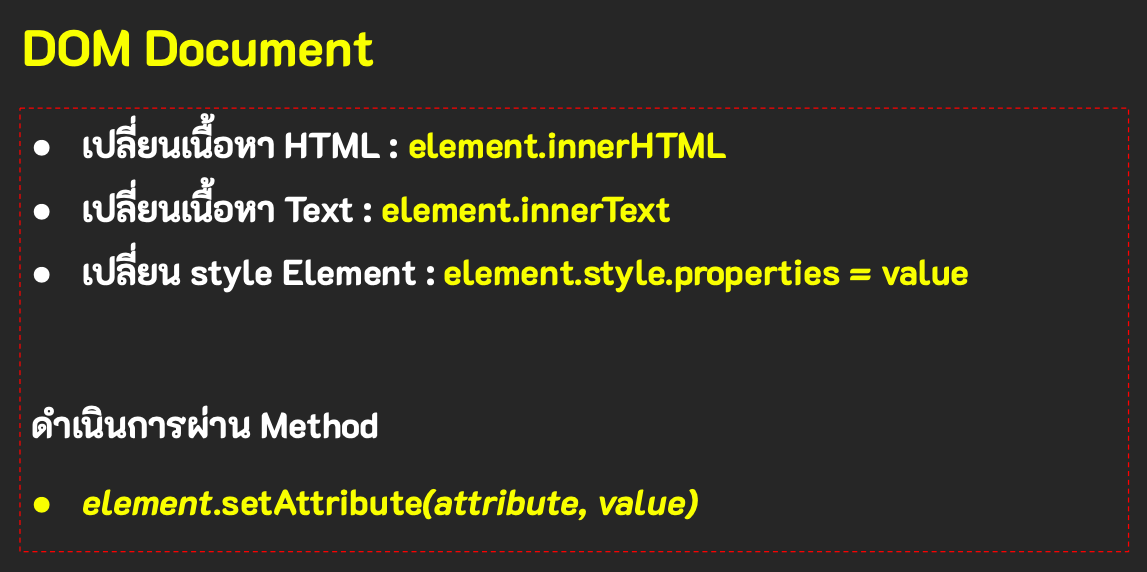 DOM Document
● เปลี่ยนเนื้อหา HTML : element.innerHTML
● เปลี่ยนเนื้อหา Text : element.innerText
● เปลี่ยน style Element : element.style.properties = value
ดำเนินการผ่าน Method
● element.setAttribute(attribute, value)